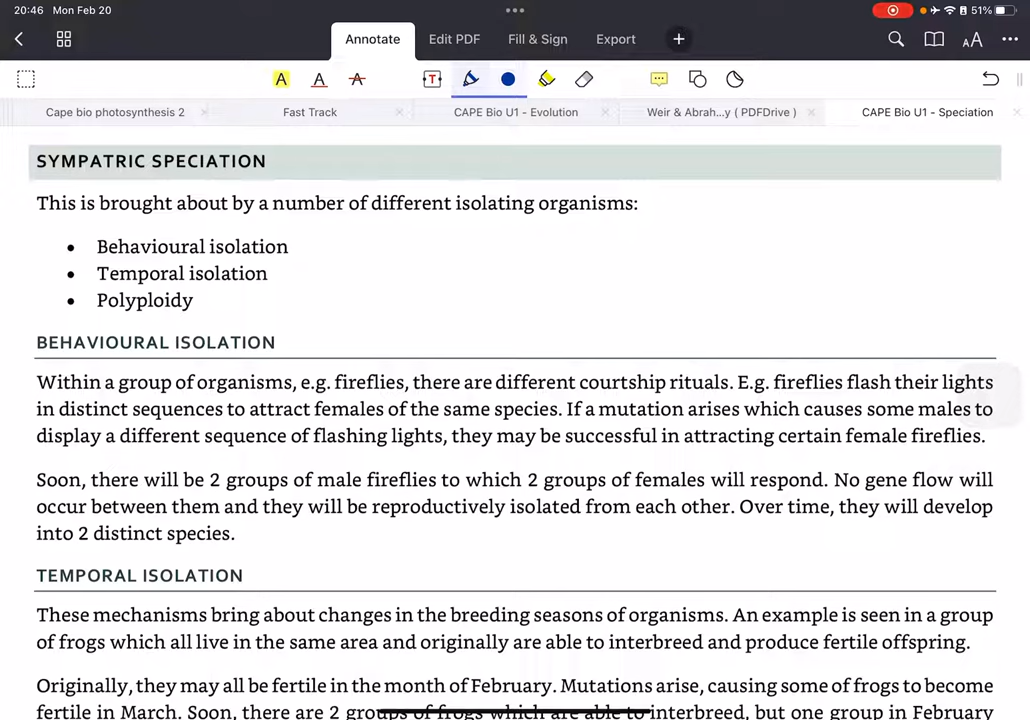 20:46 Mon Feb 20
51%
Annotate Edit PDF Fill & Sign Export
AA
A A A T
Cape bio photosynthesis 2 Fast Track CAPE Bio U1 - Evolution Weir & Abrah...y ( PDFDrive ) CAPE Bio U1 - Speciation
SYMPATRIC SPECIATION
This is brought about by a number of different isolating organisms:
• Behavioural isolation
• Temporal isolation
• Polyploidy
BEHAVIOURAL ISOLATION
Within a group of organisms, e.g. fireflies, there are different courtship rituals. E.g. fireflies flash their lights
in distinct sequences to attract females of the same species. If a mutation arises which causes some males to
display a different sequence of flashing lights, they may be successful in attracting certain female fireflies.
Soon, there will be 2 groups of male fireflies to which 2 groups of females will respond. No gene flow will
occur between them and they will be reproductively isolated from each other. Over time, they will develop
into 2 distinct species.
TEMPORAL ISOLATION
These mechanisms bring about changes in the breeding seasons of organisms. An example is seen in a group
of frogs which all live in the same area and originally are able to interbreed and produce fertile offspring.
Originally, they may all be fertile in the month of February. Mutations arise, causing some of frogs to become
fertile in March. Soon, there are 2 groups of frogs which are able to interbreed, but one group in February